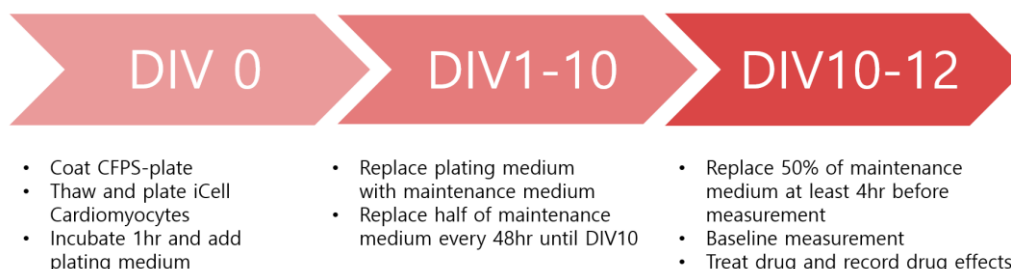 DIV 0
DIV1-10
DIV10-12
• Coat CFPS-plate
• Thaw and plate iCell
Cardiomyocytes
• Incubate 1hr and add
plating medium
• Replace plating medium
with maintenance medium
• Replace half of maintenance
medium every 48hr until DIV10
• Replace 50% of maintenance
medium at least 4hr before
measurement
• Baseline measurement
• Treat drug and record drug effects